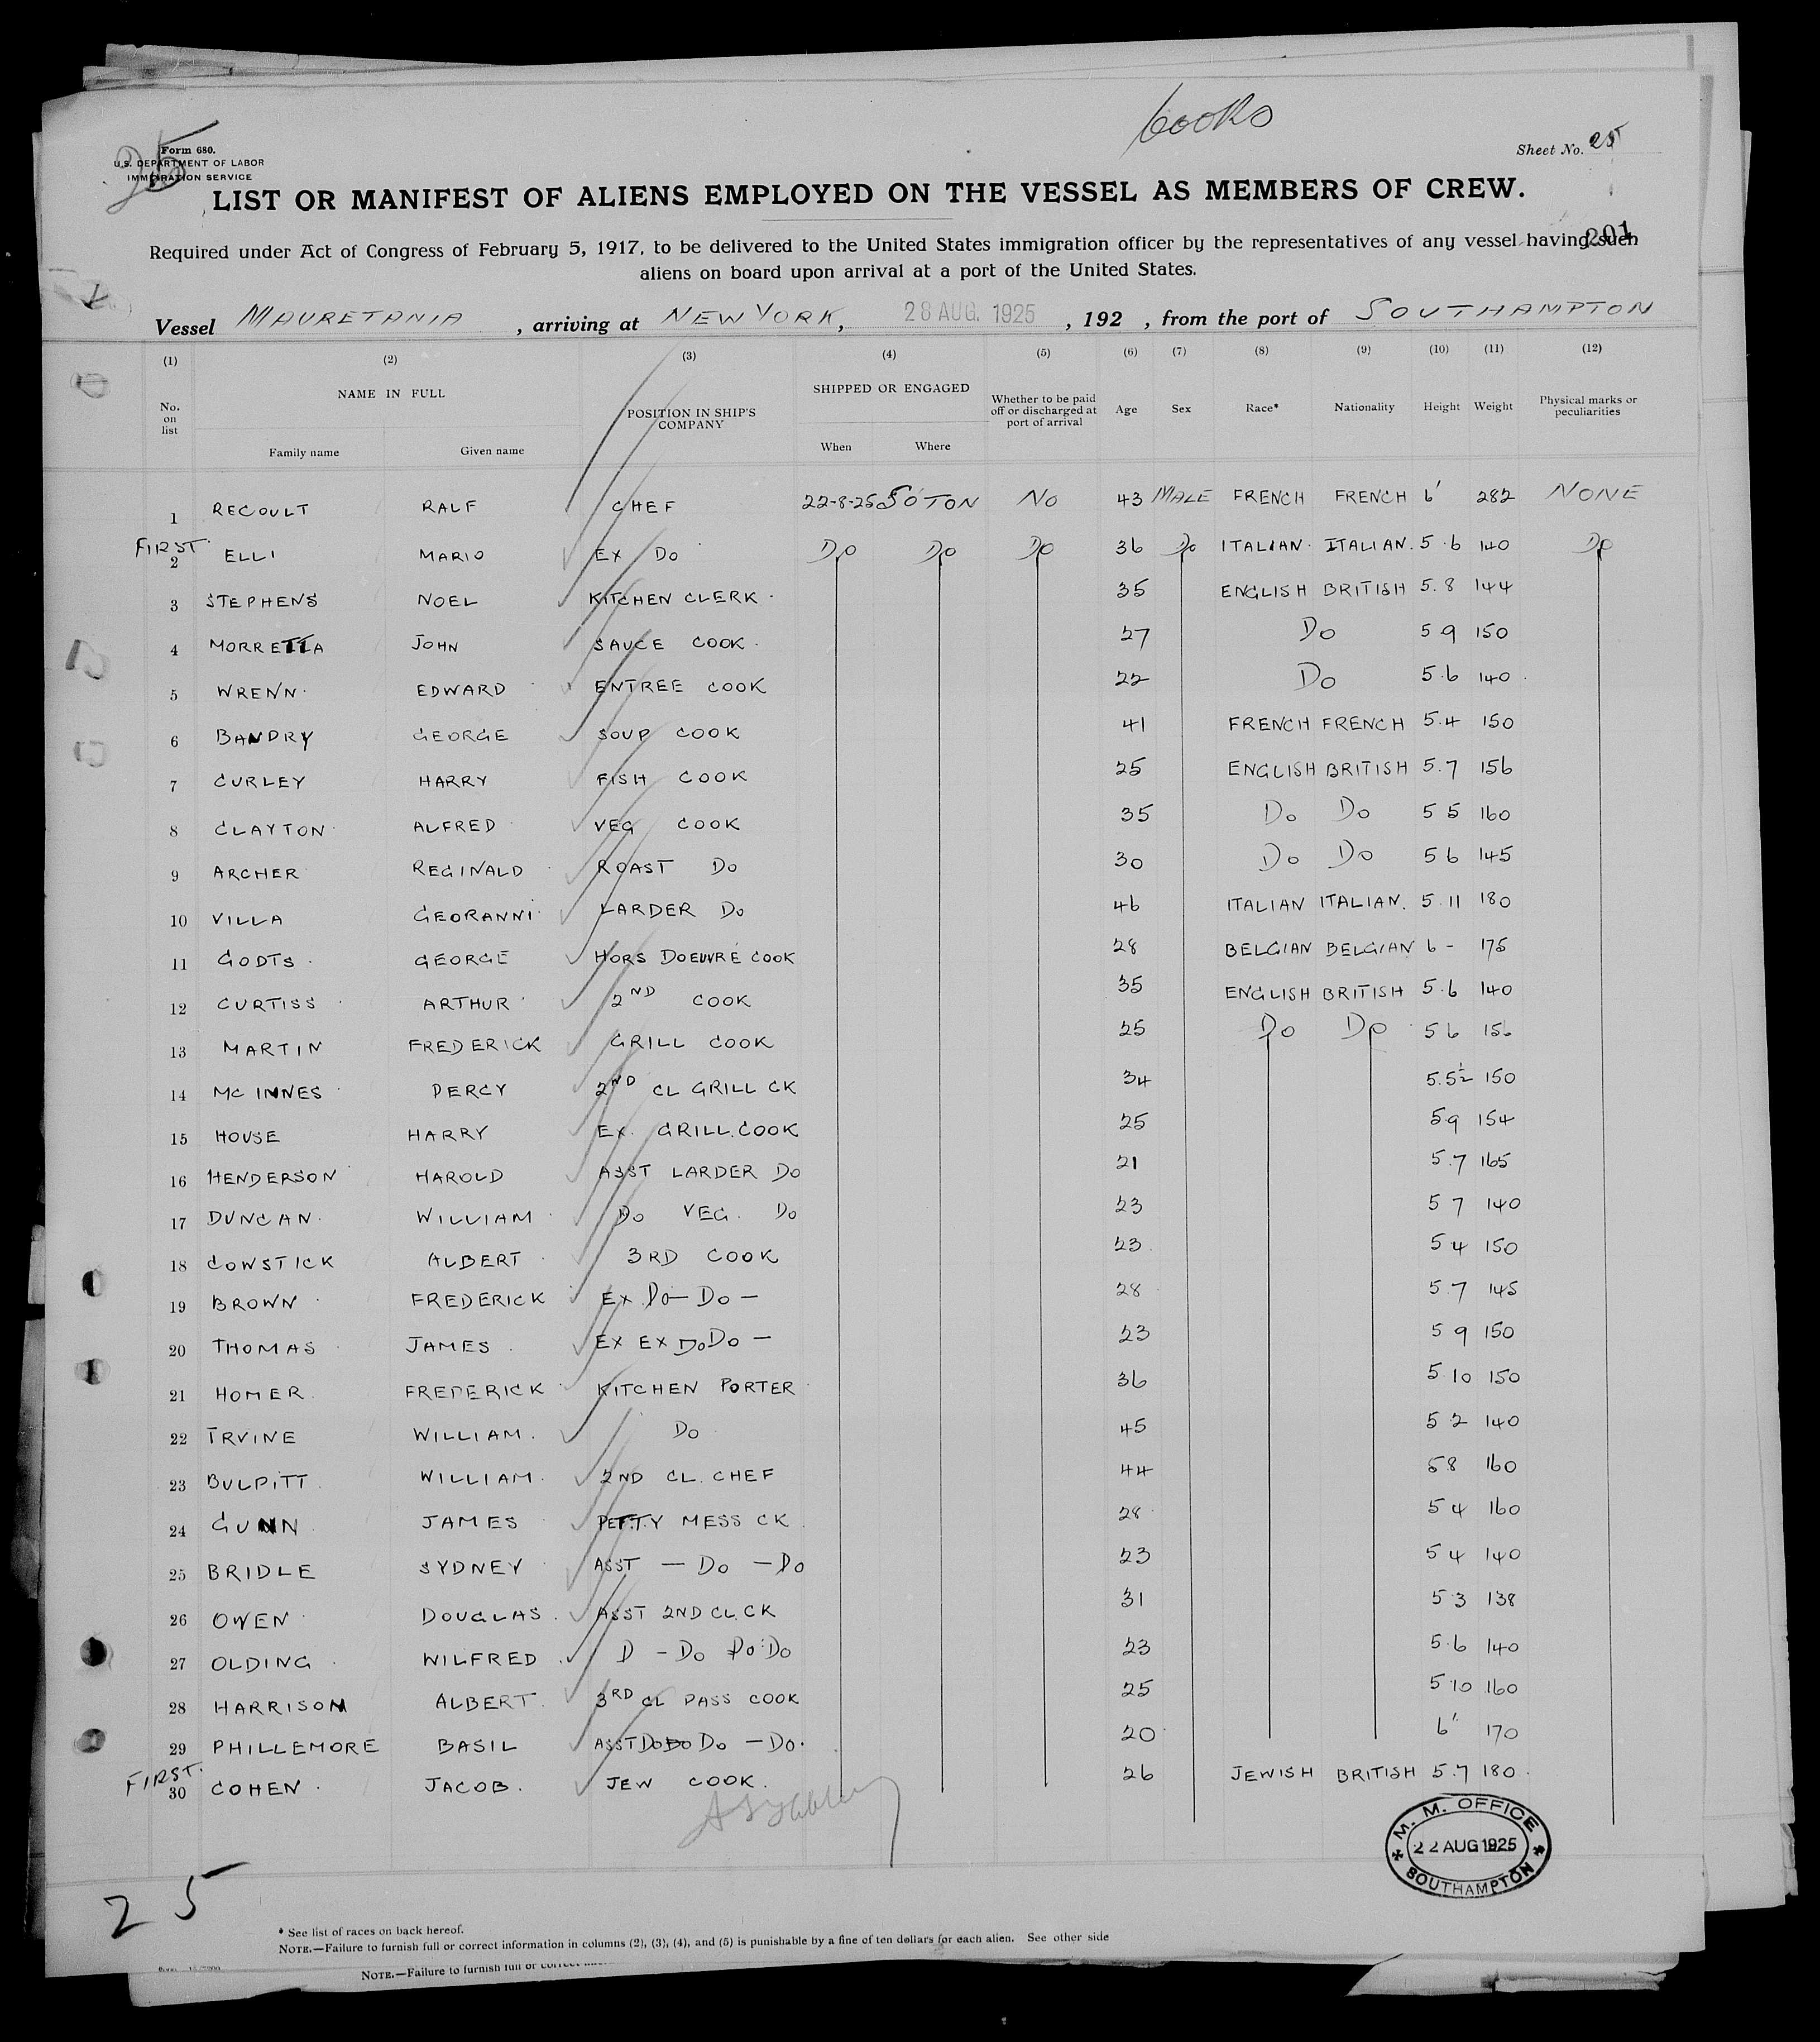 Cooks
25
Form 680.
U.S. DEPARTMENT OF LABOR
IMMIGRATION SERVICE
Sheet No. 25
LIST OR MANIFEST OF ALIENS EMPLOYED ON THE VESSEL AS MEMBERS OF CREW.
201
Required under Act of Congress of February 5, 1917, to be delivered to the United States immigration officer by the representatives of any vessel having such
aliens on board upon arrival at a port of the United States.
Vessel MAURETANIA , arriving at NEW YORK, 28 AUG. 1925 , 192 , from the port of SOUTHAMPTON
(1) (2) (3) (4) (5) (6) (7) (8) (9) (10) (11) (12)
No. on list NAME IN FULL Family name Given name POSITION IN SHIP'S COMPANY SHIPPED OR ENGAGED When Where Whether to be paid off or discharged at port of arrival Age Sex Race* Nationality Height Weight Physical marks or peculiarities
1 RECOULT RALF CHEF 22-8-25 SO'TON NO 43 MALE FRENCH FRENCH 6' 282 NONE
FIRST.
2 ELLI MARIO EX DO DO DO DO 36 DO ITALIAN. ITALIAN. 5.6 140 DO
3 STEPHENS NOEL KITCHEN CLERK. 35 ENGLISH BRITISH 5.8 144
4 MORRETTA JOHN SAUCE COOK. 27 DO 5 9 150
5 WRENN. EDWARD ENTREE COOK 22 DO 5.6 140.
6 BANDRY GEORGE SOUP COOK 41 FRENCH FRENCH 5.4 150
7 CURLEY HARRY FISH COOK 25 ENGLISH BRITISH 5.7 156
8 CLAYTON ALFRED VEG COOK 35 DO DO 5 5 160
9 ARCHER REGINALD ROAST DO 30 DO DO 5 6 145
10 VILLA GEORANNI LARDER DO 46 ITALIAN ITALIAN. 5.11 180
11 GODTS. GEORGE HORS DOEUVRE COOK 28 BELGIAN BELGIAN 6 - 175
12 CURTISS ARTHUR 2ND COOK 35 ENGLISH BRITISH 5.6 140
13 MARTIN FREDERICK GRILL COOK 25 DO DO 5 6 156
14 MC INNES PERCY 2ND CL GRILL CK 34 5.5½ 150
15 HOUSE HARRY EX. GRILL.COOK 25 5 9 154
16 HENDERSON HAROLD ASST LARDER DO 21 5.7 165
17 DUNCAN. WILLIAM DO VEG. DO 23 5 7 140
18 COWSTICK ALBERT 3RD COOK 23. 5 4 150
19 BROWN FREDERICK EX DO- DO - 28 5.7 145
20 THOMAS JAMES EX EX DO DO - 23 5 9 150
21 HOMER. FREDERICK KITCHEN PORTER 36 5.10 150
22 IRVINE WILLIAM. DO 45 5 2 140
23 BULPITT WILLIAM. 2ND CL. CHEF 44 5 8 160
24 GUNN JAMES PETTY MESS CK 28 5 4 160
25 BRIDLE SYDNEY ASST - DO - DO 23 5 4 140
26 OWEN DOUGLAS. ASST 2ND CL.CK 31 5 3 138
27 OLDING WILFRED D - DO DO DO 23 5.6 140
28 HARRISON ALBERT. 3RD CL PASS COOK 25 5 10 160
29 PHILLEMORE BASIL ASST DO DO DO - DO. 20 6' 170
FIRST.
30 COHEN. JACOB. JEW COOK. 26 JEWISH BRITISH 5.7 180.
M. M. OFFICE
22 AUG 1925
SOUTHAMPTON
25
* See list of races on back hereof.
NOTE.—Failure to furnish full or correct information in columns (2), (3), (4), and (5) is punishable by a fine of ten dollars for each alien. See other side
NOTE.—Failure to furnish full or correct